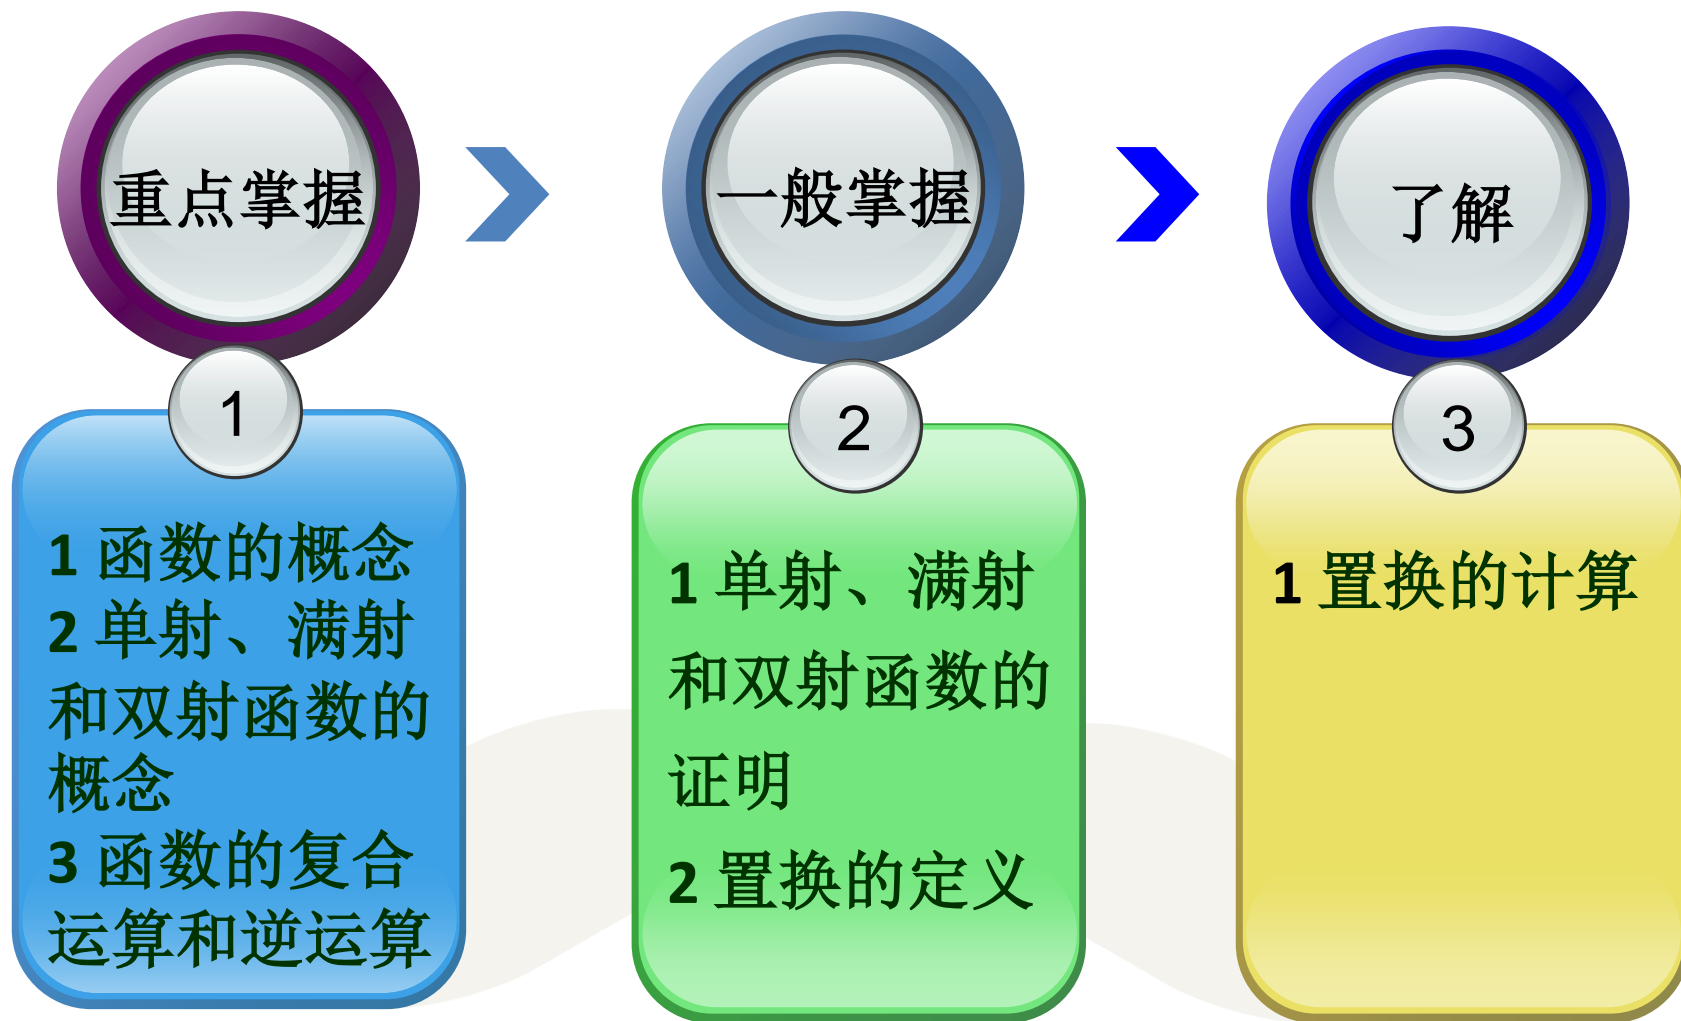 重点掌握
一般掌握
了解
1
1 函数的概念
2 单射、满射
和双射函数的
概念
3 函数的复合
运算和逆运算
2
1 单射、满射
和双射函数的
证明
2 置换的定义
3
1 置换的计算